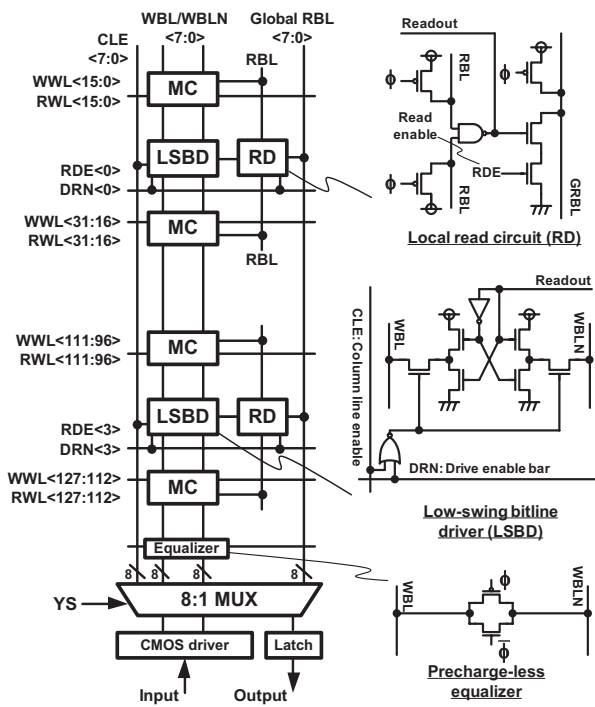 CLE
<7:0>
WBL/WBLN
<7:0>
Global RBL
<7:0>
RBL
WWL<15:0>
RWL<15:0>
MC
LSBD
RD
RDE<0>
DRN<0>
WWL<31:16>
RWL<31:16>
MC
RBL
WWL<111:96>
RWL<111:96>
MC
LSBD
RD
RDE<3>
DRN<3>
WWL<127:112>
RWL<127:112>
MC
Equalizer
8
8
8
8
YS
8:1 MUX
CMOS driver
Latch
Input
Output
Readout
ϕ
RBL
ϕ
Read
enable
RDE
ϕ
RBL
GRBL
Local read circuit (RD)
Readout
CLE: Column line enable
WBL
WBLN
DRN: Drive enable bar
Low-swing bitline
driver (LSBD)
WBL
ϕ
WBLN
ϕ̅
Precharge-less
equalizer